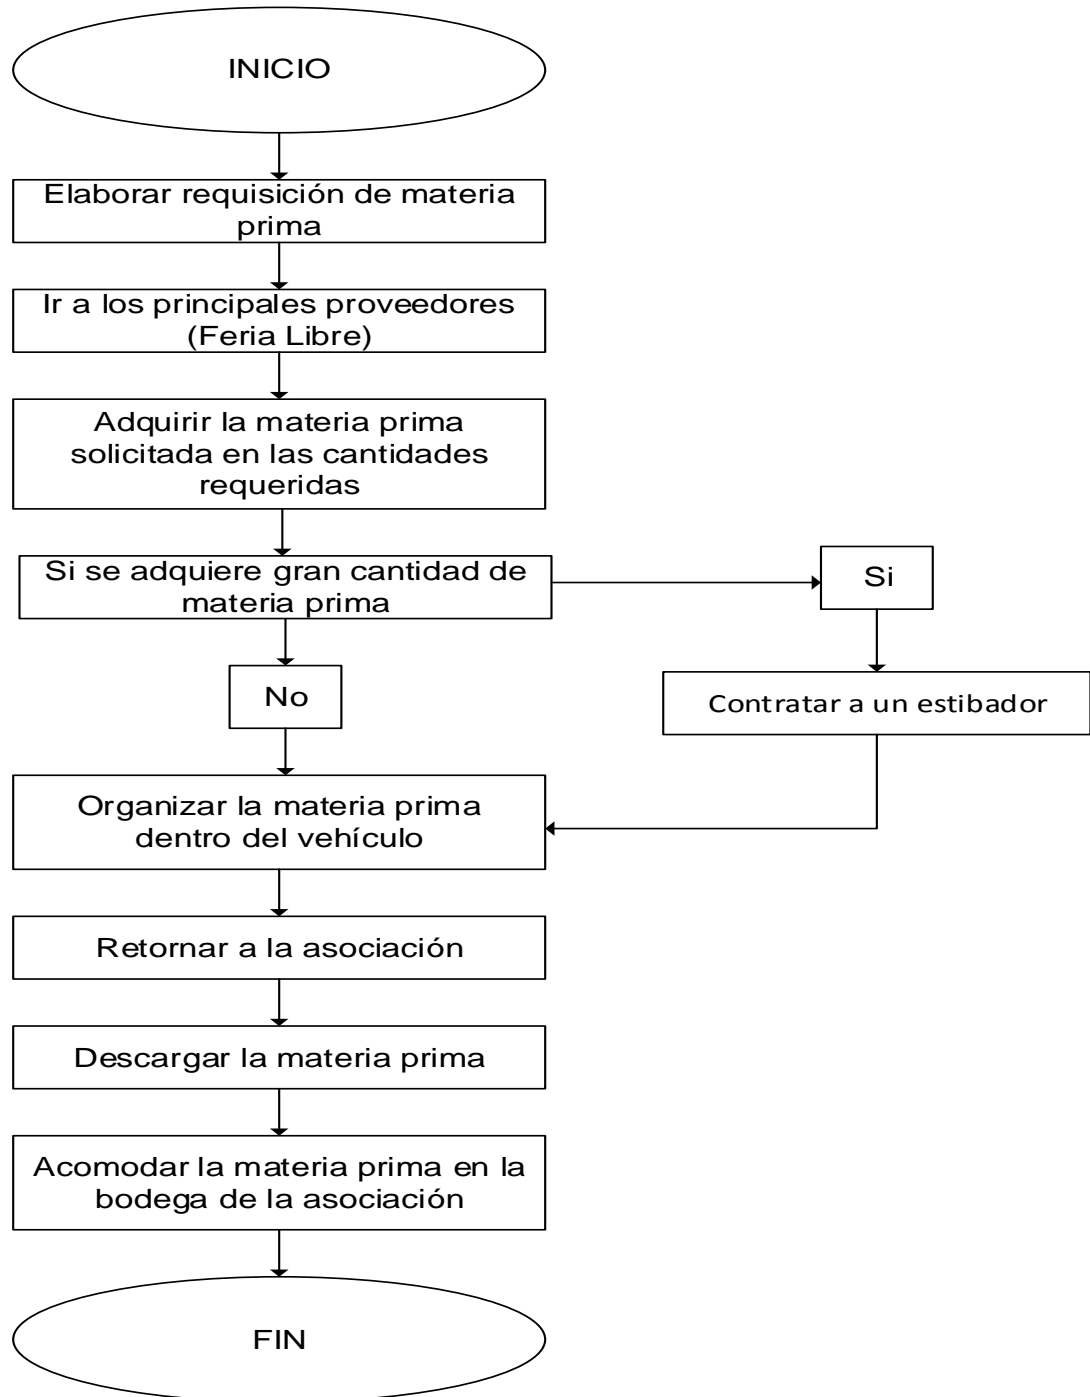 INICIO
Elaborar requisición de materia
prima
Ir a los principales proveedores
(Feria Libre)
Adquirir la materia prima
solicitada en las cantidades
requeridas
Si se adquiere gran cantidad de
materia prima
Si
No
Contratar a un estibador
Organizar la materia prima
dentro del vehículo
Retornar a la asociación
Descargar la materia prima
Acomodar la materia prima en la
bodega de la asociación
FIN